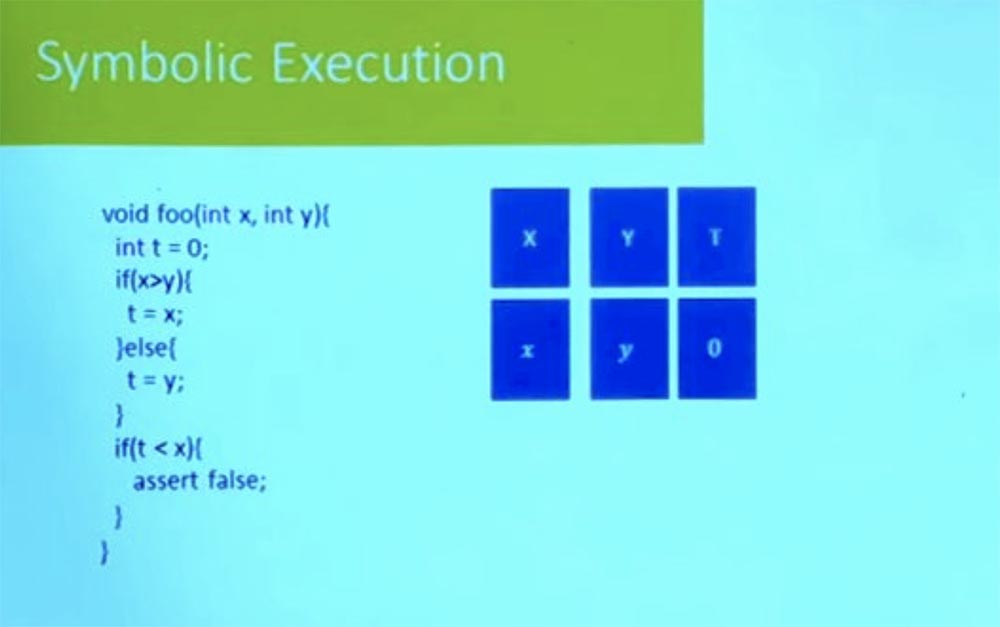 Symbolic Execution
void foo(int x, int y){
int t = 0;
if(x>y){
t = x;
}else{
t = y;
}
if(t < x){
assert false;
}
}
X Y T
x y 0